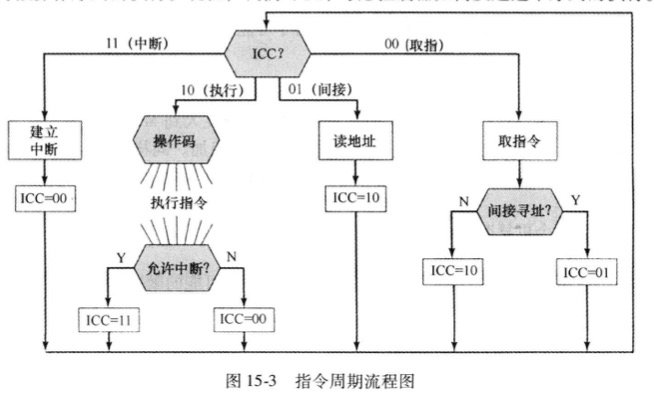 ICC?
11 (中断)
00 (取指)
10 (执行)
01 (间接)
建立
中断
操作码
读地址
取指令
ICC=00
执行指令
ICC=10
N
间接寻址?
Y
Y
允许中断?
N
ICC=10
ICC=01
ICC=11
ICC=00
图 15-3 指令周期流程图